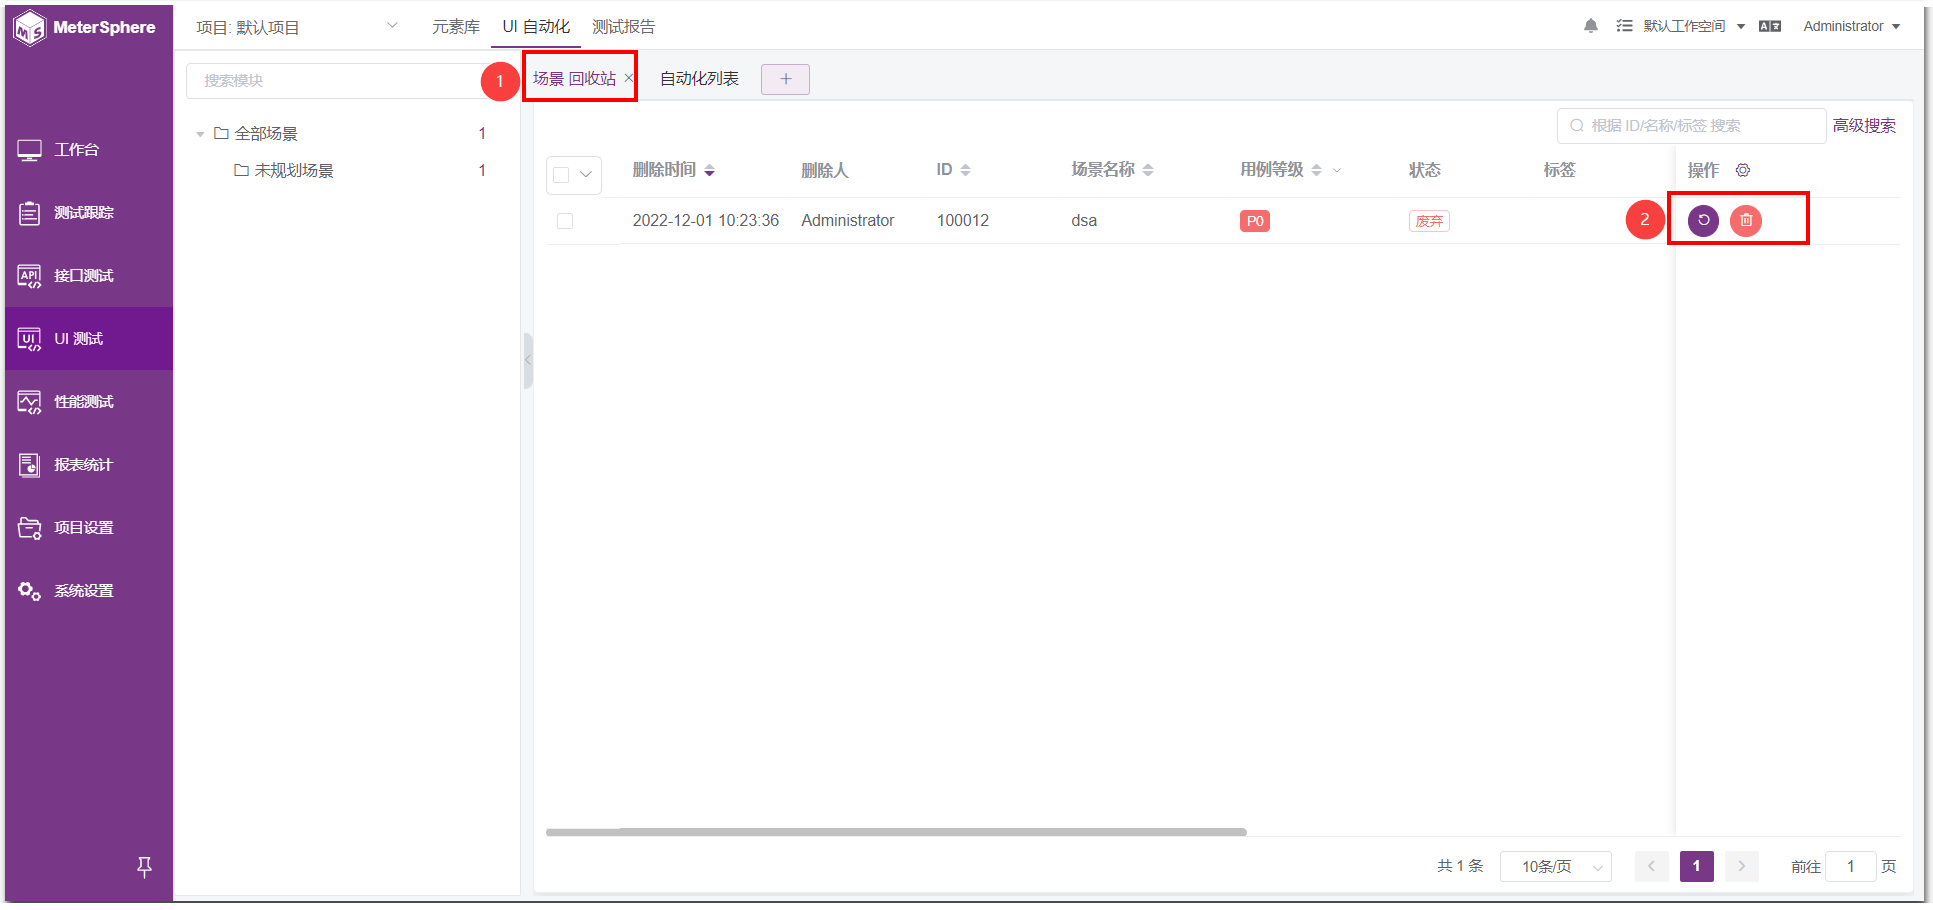 MeterSphere
项目: 默认项目
元素库
UI 自动化
测试报告
默认工作空间
Administrator
工作台
测试跟踪
接口测试
UI 测试
性能测试
报表统计
项目设置
系统设置
搜索模块
1
场景 回收站
自动化列表
全部场景 1
未规划场景 1
根据 ID/名称/标签 搜索
高级搜索
删除时间 删除人 ID 场景名称 用例等级 状态 标签 操作
2022-12-01 10:23:36 Administrator 100012 dsa P0 废弃 2
共 1 条 10条/页 1 前往 1 页